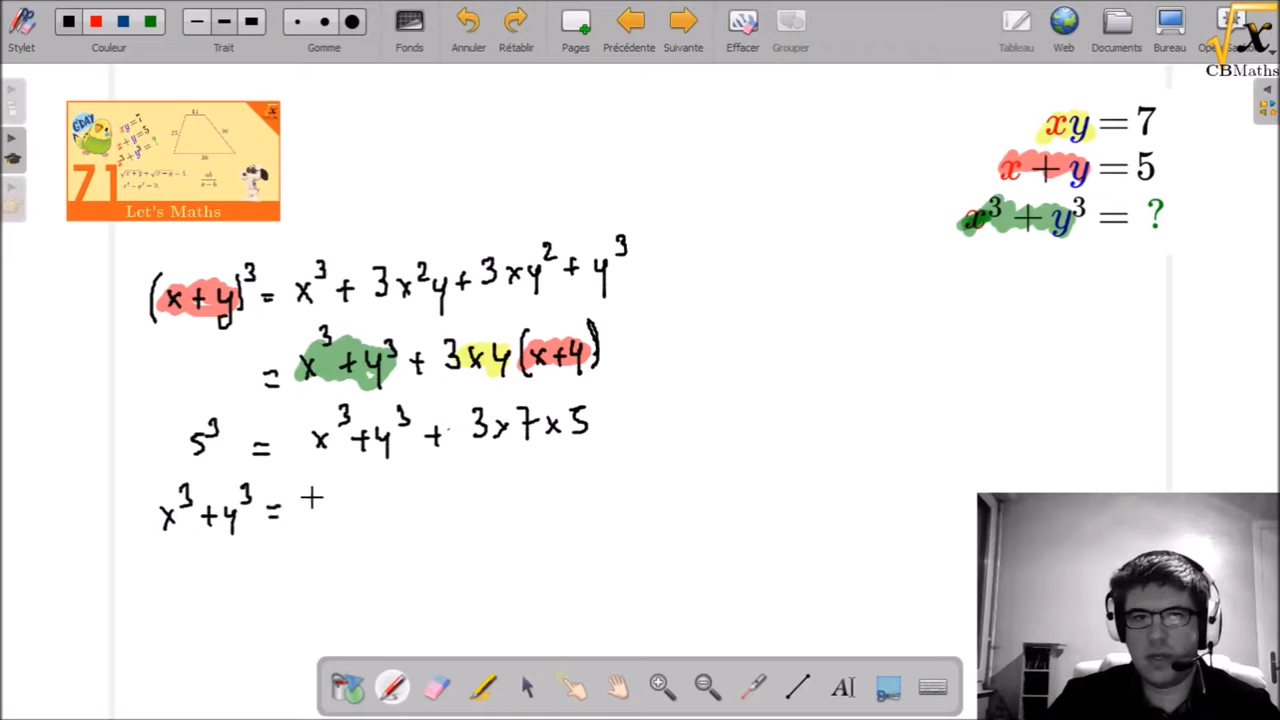 Stylet Couleur Trait Gomme Fonds Annuler Rétablir Pages Précédente Suivante Effacer Grouper Tableau Web Documents Bureau
CBMaths
GDAY
71
Let's Maths
xy = 7
x + y = 5
x³ + y³ = ?
(x+y)³ = x³ + 3x²y + 3xy² + y³
= x³ + y³ + 3xy(x+y)
5³ = x³ + y³ + 3×7×5
x³ + y³ =